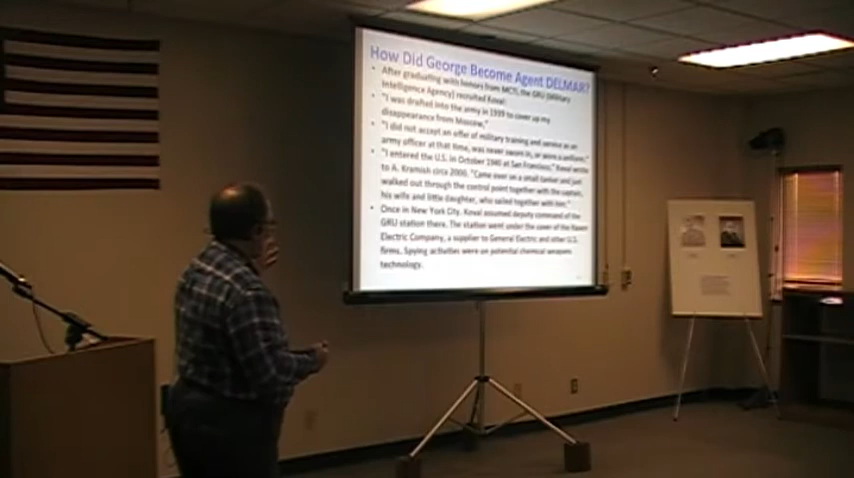 How Did George Become Agent DELMAR?
• After graduating with honors from MCTI, the GRU (Military
Intelligence Agency) recruited Koval:
• "I was drafted into the army in 1939 to cover up my
disappearance from Moscow,"
• "I did not accept an offer of military training and service as an
army officer at that time, was never sworn in, or wore a uniform,"
• "I entered the U.S. in October 1940 at San Francisco," Koval wrote
to A. Kramish circa 2000. "Came over on a small tanker and just
walked out through the control point together with the captain,
his wife and little daughter, who sailed together with him."
• Once in New York City, Koval assumed deputy command of the
GRU station there. The station went under the cover of the Raven
Electric Company, a supplier to General Electric and other U.S.
firms. Spying activities were on potential chemical weapons
technology.